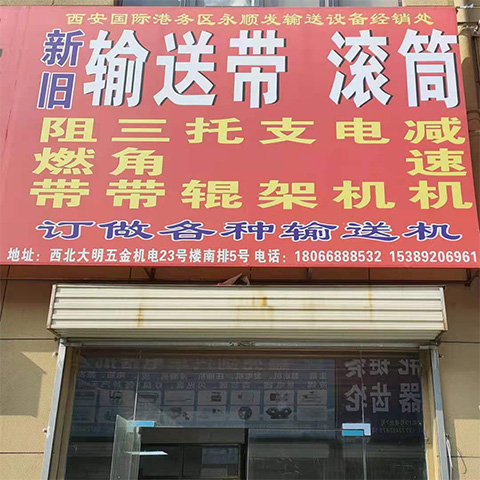 西安国际港务区永顺发输送设备经销处
新旧 输送带 滚筒
阻三托支电减
燃角　　　速
带带辊架机机
订做各种输送机
地址：西北大明五金机电23号楼南排5号 电话：18066888532 15389206961